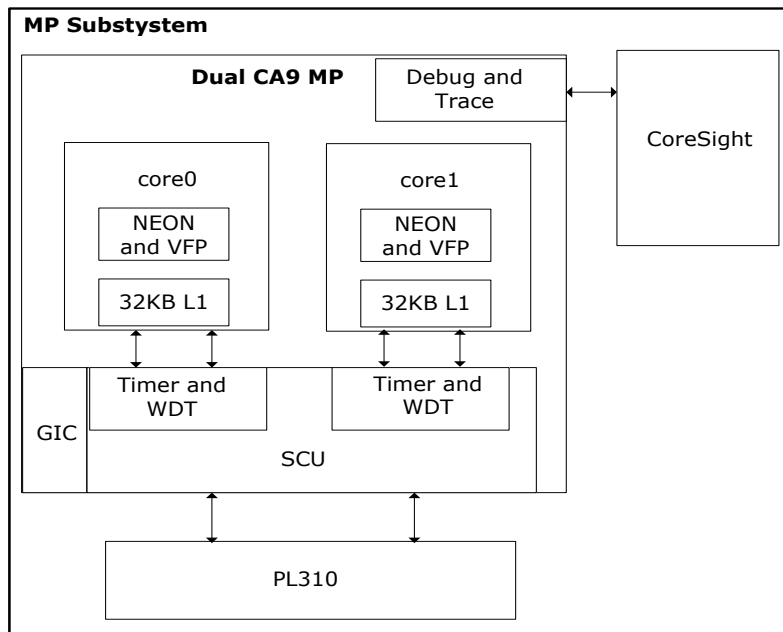 MP Substystem
Dual CA9 MP
Debug and
Trace
CoreSight
core0
NEON
and VFP
32KB L1
core1
NEON
and VFP
32KB L1
Timer and
WDT
Timer and
WDT
GIC
SCU
PL310